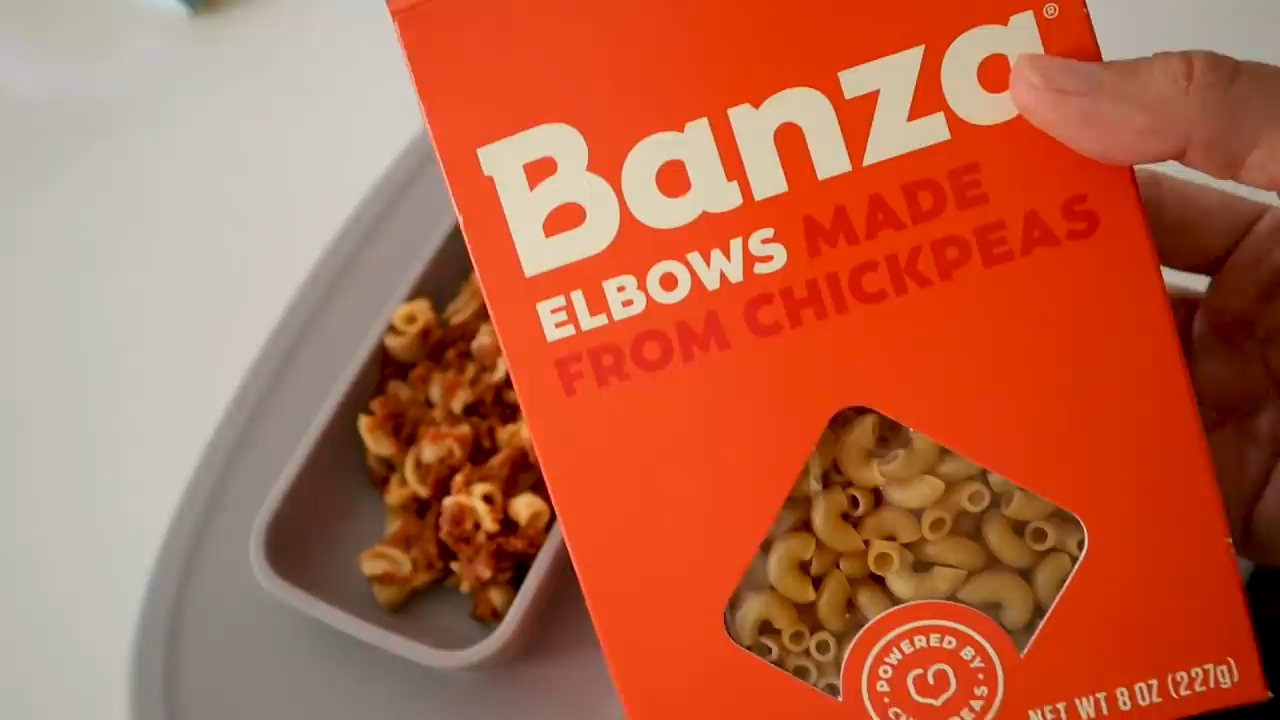 Banza®
ELBOWS MADE
FROM CHICKPEAS
POWERED BY
NET WT 8 OZ (227g)